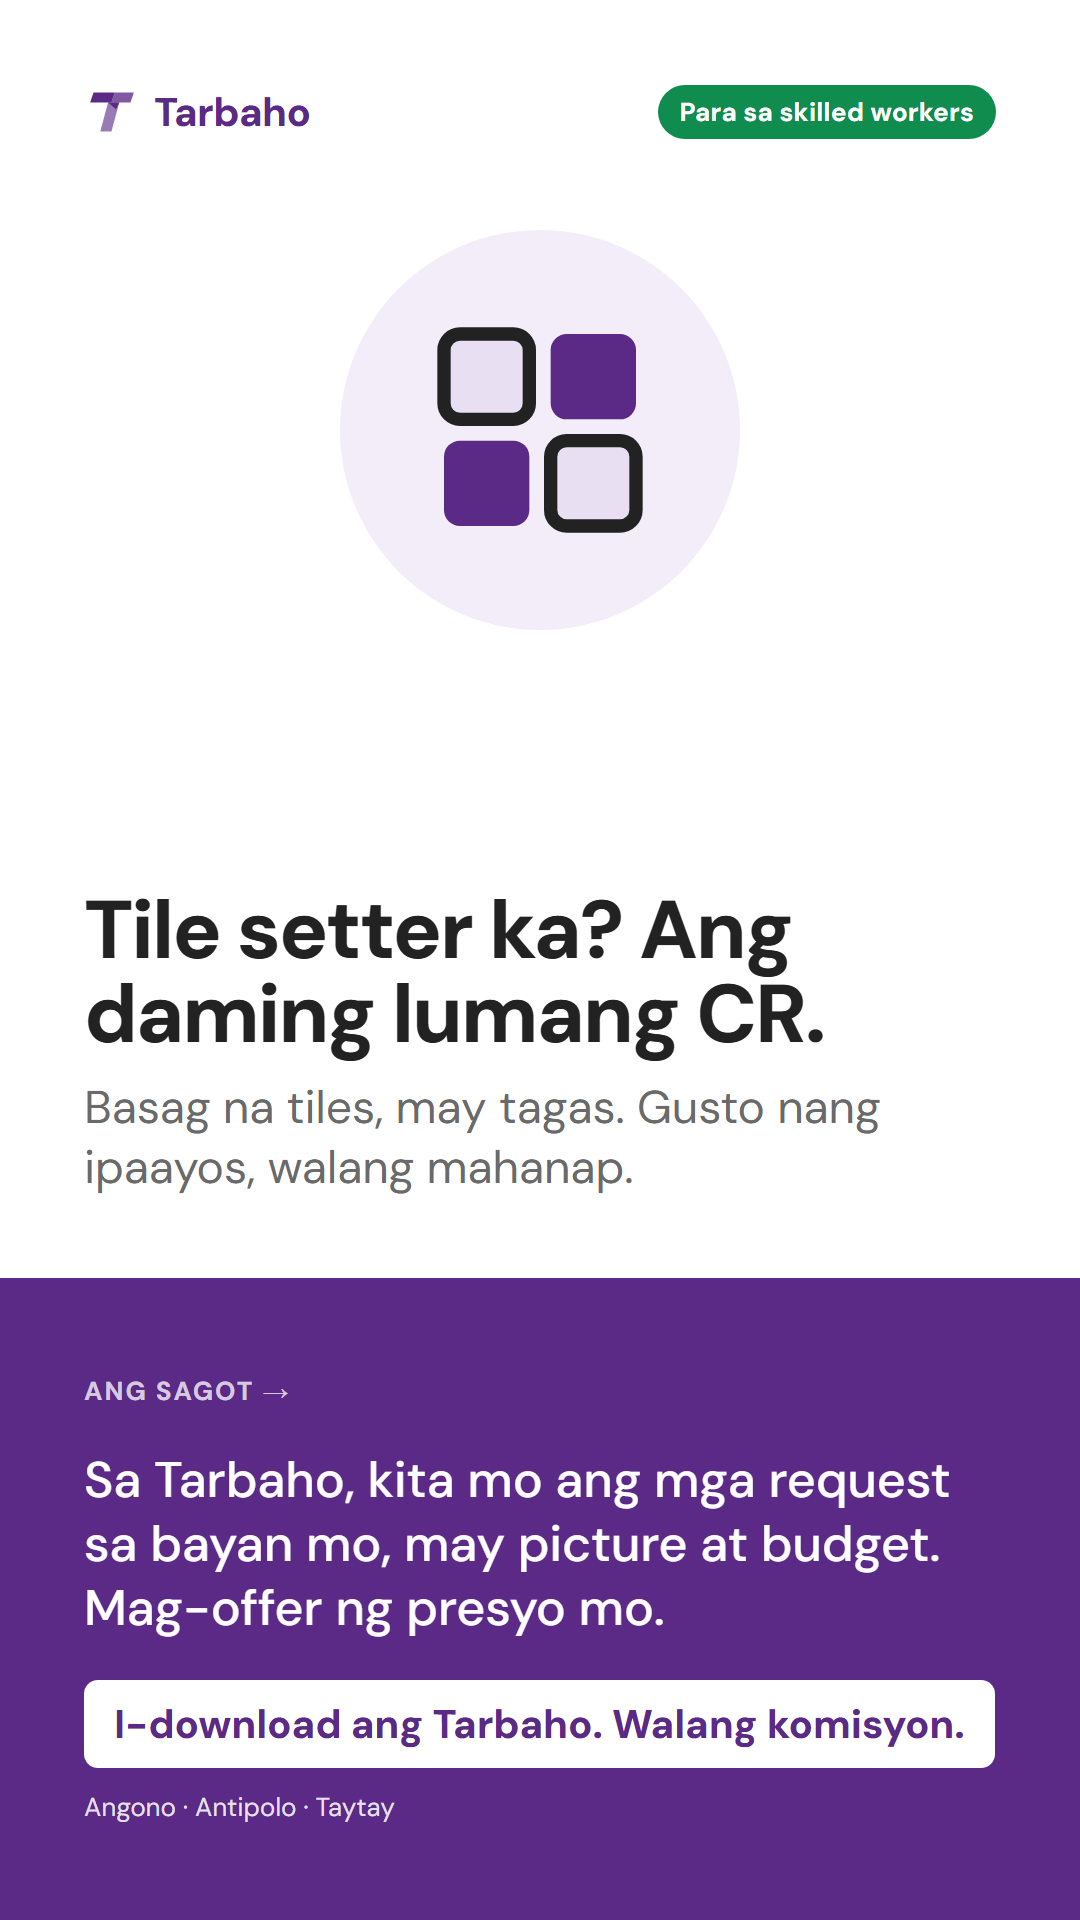 Tarbaho
Para sa skilled workers
Tile setter ka? Ang
daming lumang CR.
Basag na tiles, may tagas. Gusto nang
ipaayos, walang mahanap.
ANG SAGOT →
Sa Tarbaho, kita mo ang mga request
sa bayan mo, may picture at budget.
Mag-offer ng presyo mo.
I-download ang Tarbaho. Walang komisyon.
Angono · Antipolo · Taytay